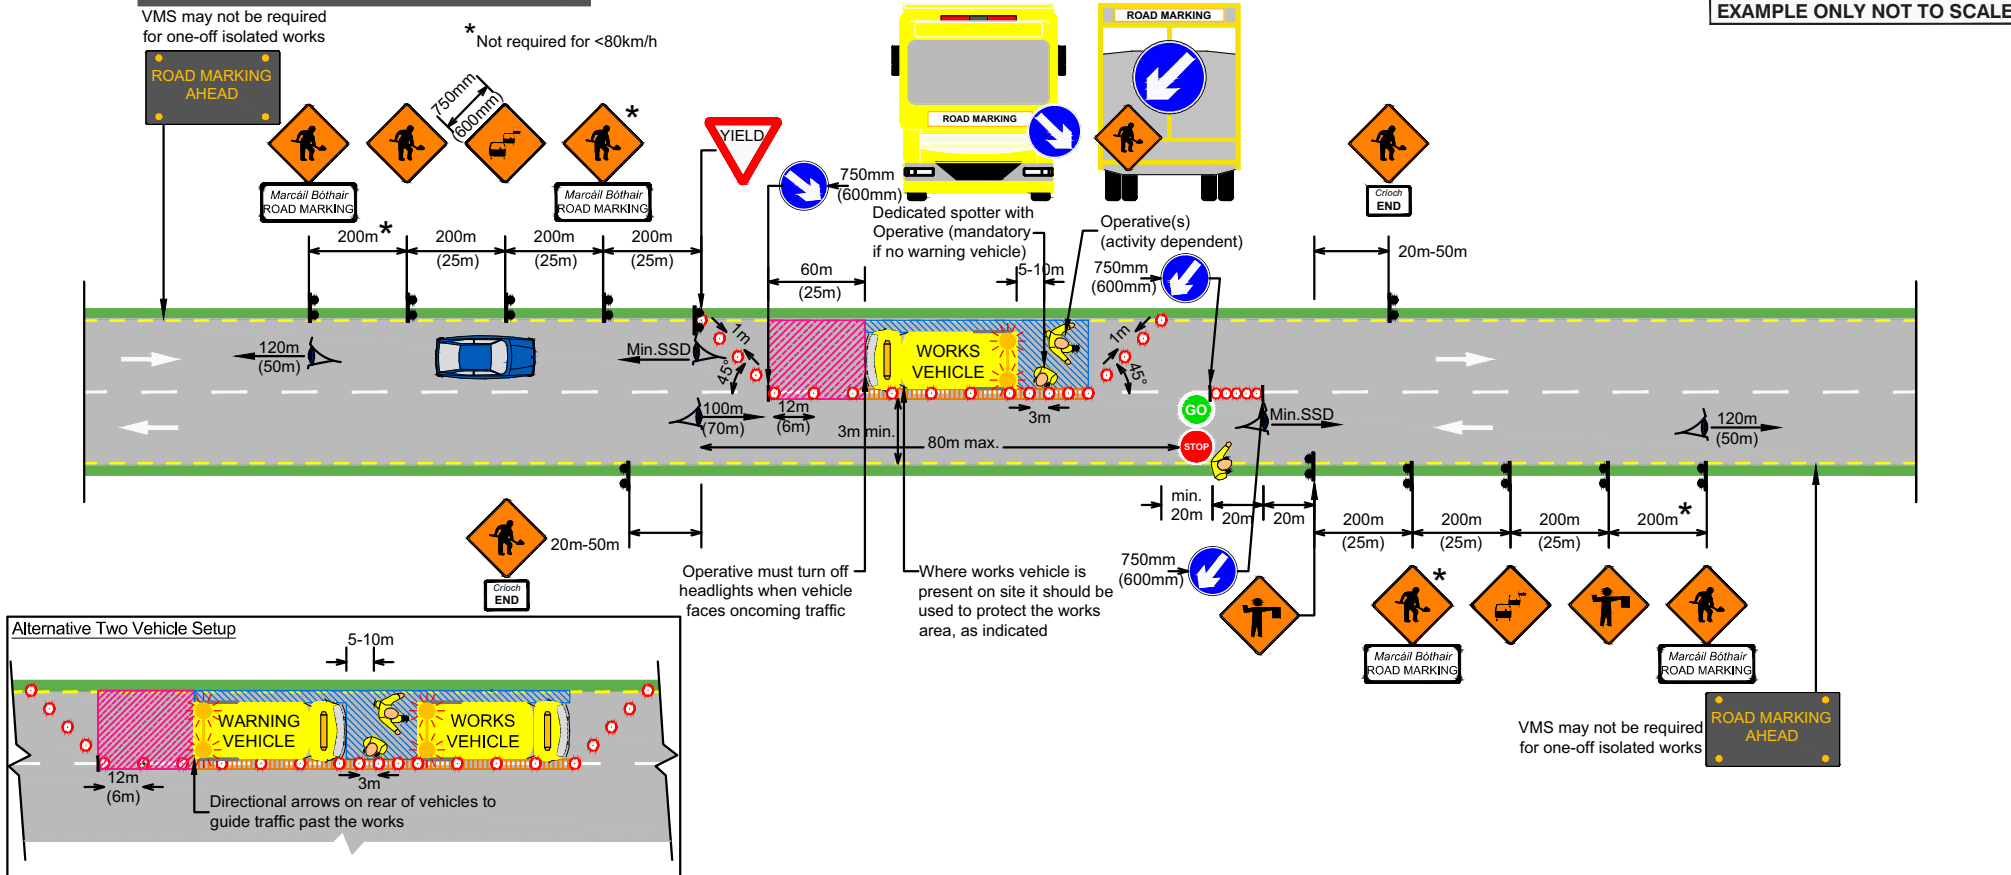 EXAMPLE ONLY NOT TO SCALE
VMS may not be required
for one-off isolated works
ROAD MARKING
AHEAD
*Not required for <80km/h
750mm
(600mm)
*
Marcáil Bóthair
ROAD MARKING
Marcáil Bóthair
ROAD MARKING
200m*
200m
(25m)
200m
(25m)
200m
(25m)
YIELD
750mm
(600mm)
ROAD MARKING
ROAD MARKING
Dedicated spotter with
Operative (mandatory
if no warning vehicle)
Operative(s)
(activity dependent)
750mm
(600mm)
Críoch
END
20m-50m
60m
(25m)
5-10m
120m
(50m)
Min.SSD
1m
45°
WORKS
VEHICLE
1m
45°
100m
(70m)
12m
(6m)
3m min.
3m
80m max.
GO
STOP
Min.SSD
120m
(50m)
min.
20m
20m
20m
200m
(25m)
200m
(25m)
200m
(25m)
200m*
20m-50m
Críoch
END
Operative must turn off
headlights when vehicle
faces oncoming traffic
Where works vehicle is
present on site it should be
used to protect the works
area, as indicated
750mm
(600mm)
*
Marcáil Bóthair
ROAD MARKING
Marcáil Bóthair
ROAD MARKING
VMS may not be required
for one-off isolated works
ROAD MARKING
AHEAD
Alternative Two Vehicle Setup
5-10m
WARNING
VEHICLE
WORKS
VEHICLE
12m
(6m)
3m
Directional arrows on rear of vehicles to
guide traffic past the works